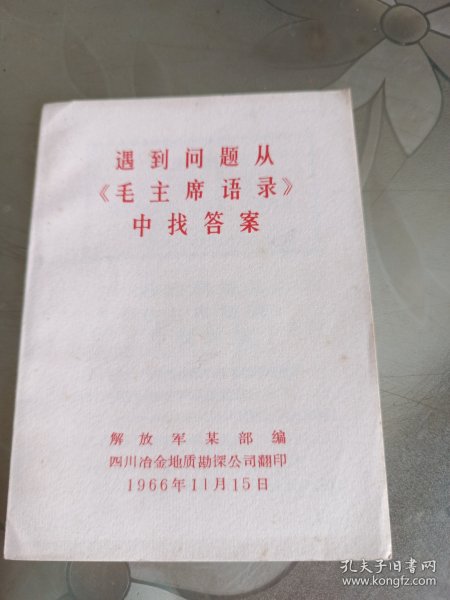 遇到问题从
《毛主席语录》
中找答案
解放军某部编
四川冶金地质勘探公司翻印
1966年11月15日
孔夫子旧书网
www.kongfz.com